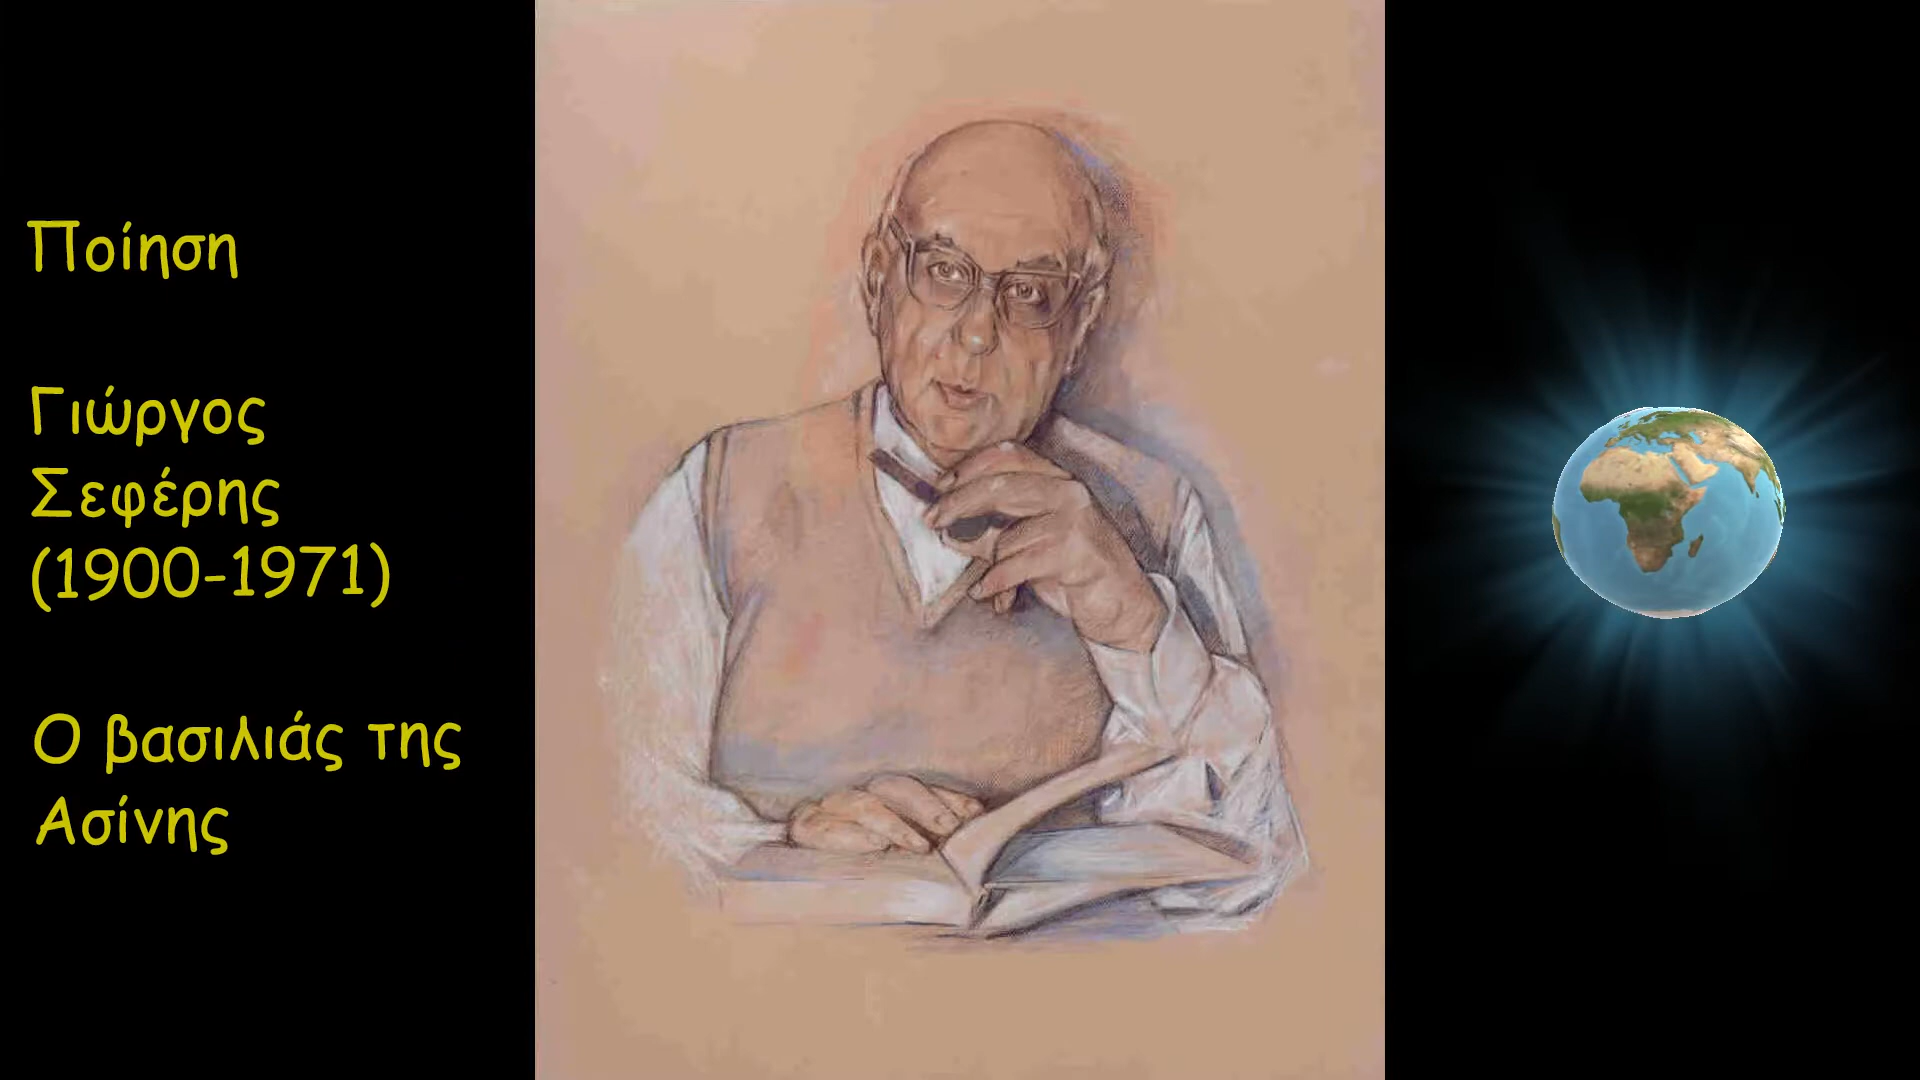 Ποίηση
Γιώργος
Σεφέρης
(1900-1971)
Ο βασιλιάς της
Ασίνης